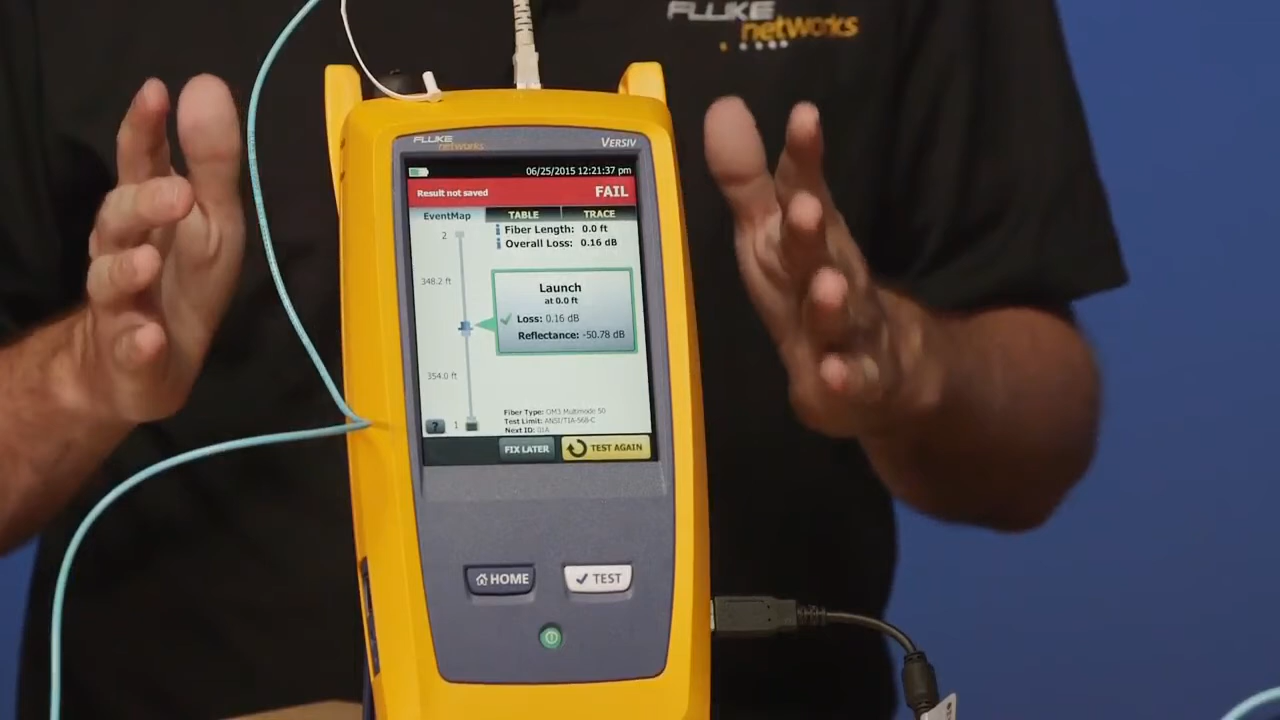 FLUKE
networks
FLUKE
networks
VERSIV
06/25/2015 12:21:37 pm
Result not saved FAIL
EventMap TABLE TRACE
2
i Fiber Length: 0.0 ft
i Overall Loss: 0.16 dB
348.2 ft
Launch
at 0.0 ft
Loss: 0.16 dB
Reflectance: -50.78 dB
354.0 ft
Fiber Type: OM3 Multimode 50
Test Limit: ANSI/TIA-568-C
Next ID: 01A
? 1
FIX LATER TEST AGAIN
HOME TEST